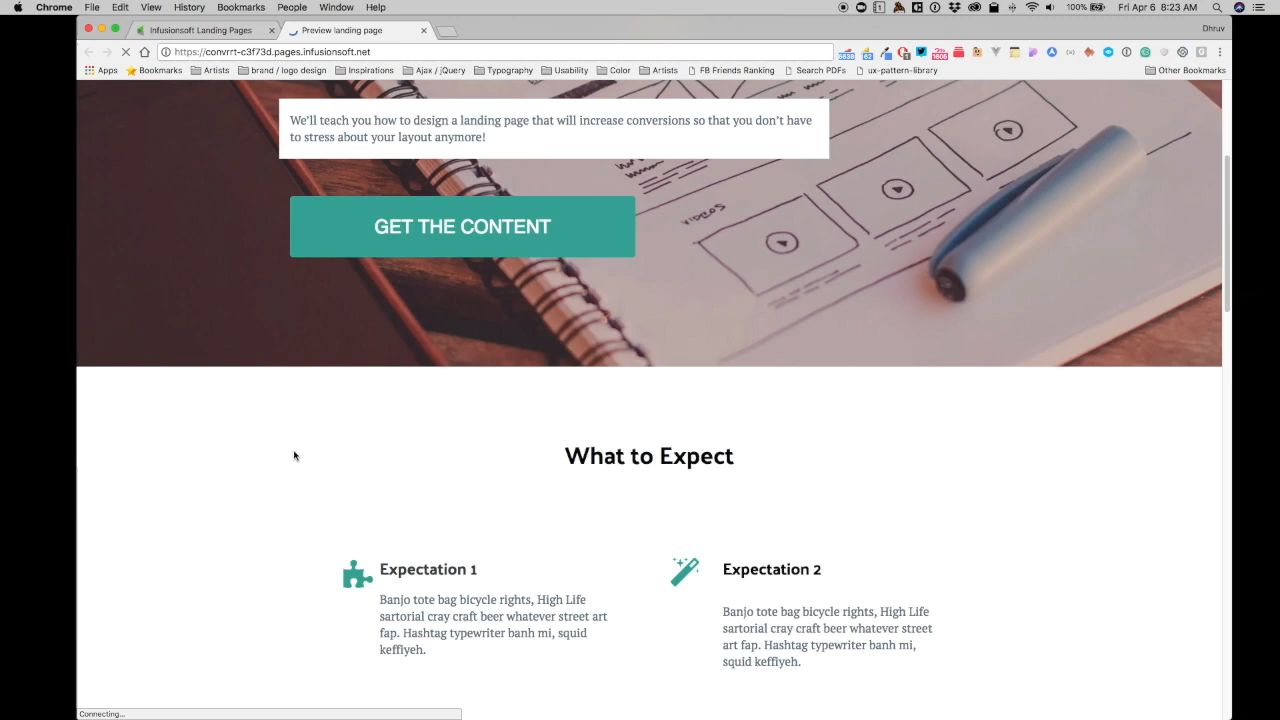 Chrome File Edit View History Bookmarks People Window Help 100% Fri Apr 6 8:23 AM
Infusionsoft Landing Pages Preview landing page Dhruv
https://convrrt-c3f73d.pages.infusionsoft.net
Apps Bookmarks Artists brand / logo design Inspirations Ajax / jQuery Typography Usability Color Artists FB Friends Ranking Search PDFs ux-pattern-library Other Bookmarks
We'll teach you how to design a landing page that will increase conversions so that you don't have
to stress about your layout anymore!
GET THE CONTENT
VIDEOS
What to Expect
Expectation 1
Banjo tote bag bicycle rights, High Life
sartorial cray craft beer whatever street art
fap. Hashtag typewriter banh mi, squid
keffiyeh.
Expectation 2
Banjo tote bag bicycle rights, High Life
sartorial cray craft beer whatever street
art fap. Hashtag typewriter banh mi,
squid keffiyeh.
Connecting...